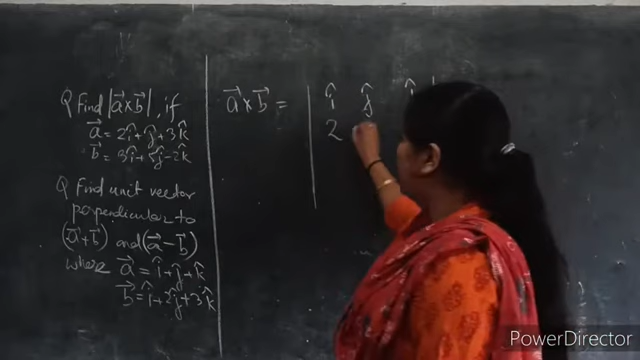 Q Find |a⃗×b⃗|, if
a⃗ = 2î+ĵ+3k̂
b⃗ = 3î+5ĵ-2k̂
Q Find unit vector
perpendicular to
(a⃗+b⃗) and (a⃗-b⃗)
where a⃗ = î+ĵ+k̂
b⃗ = î+2ĵ+3k̂
a⃗×b⃗ = | î ĵ
2
PowerDirector